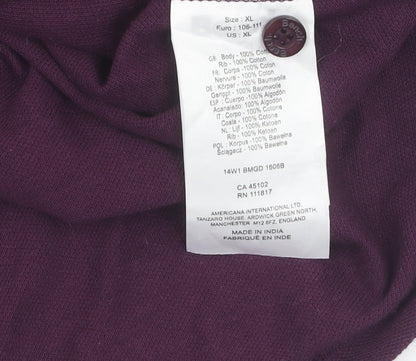 Size: XL
Euro: 106-111
US: XL
GB: Body - 100% Cotton
Rib - 100% Cotton
FR: Corps - 100% Coton
Nervure - 100% Coton
DE: Körper - 100% Baumwolle
Gerippt - 100% Baumwolle
ESP: Cuerpo - 100% Algodón
Acanalado - 100% Algodón
IT: Corpo - 100% Cotone
Costa - 100% Cotone
NL: Lijf - 100% Katoen
Rib - 100% Katoen
POL: Korpus - 100% Bawełna
Ściągacz - 100% Bawełna
14W1 BMGD 1606B
CA 45102
RN 111817
AMERICANA INTERNATIONAL LTD.
TANZARO HOUSE, ARDWICK GREEN NORTH,
MANCHESTER M12 6FZ, ENGLAND.
MADE IN INDIA
FABRIQUÉ EN INDE
Bench